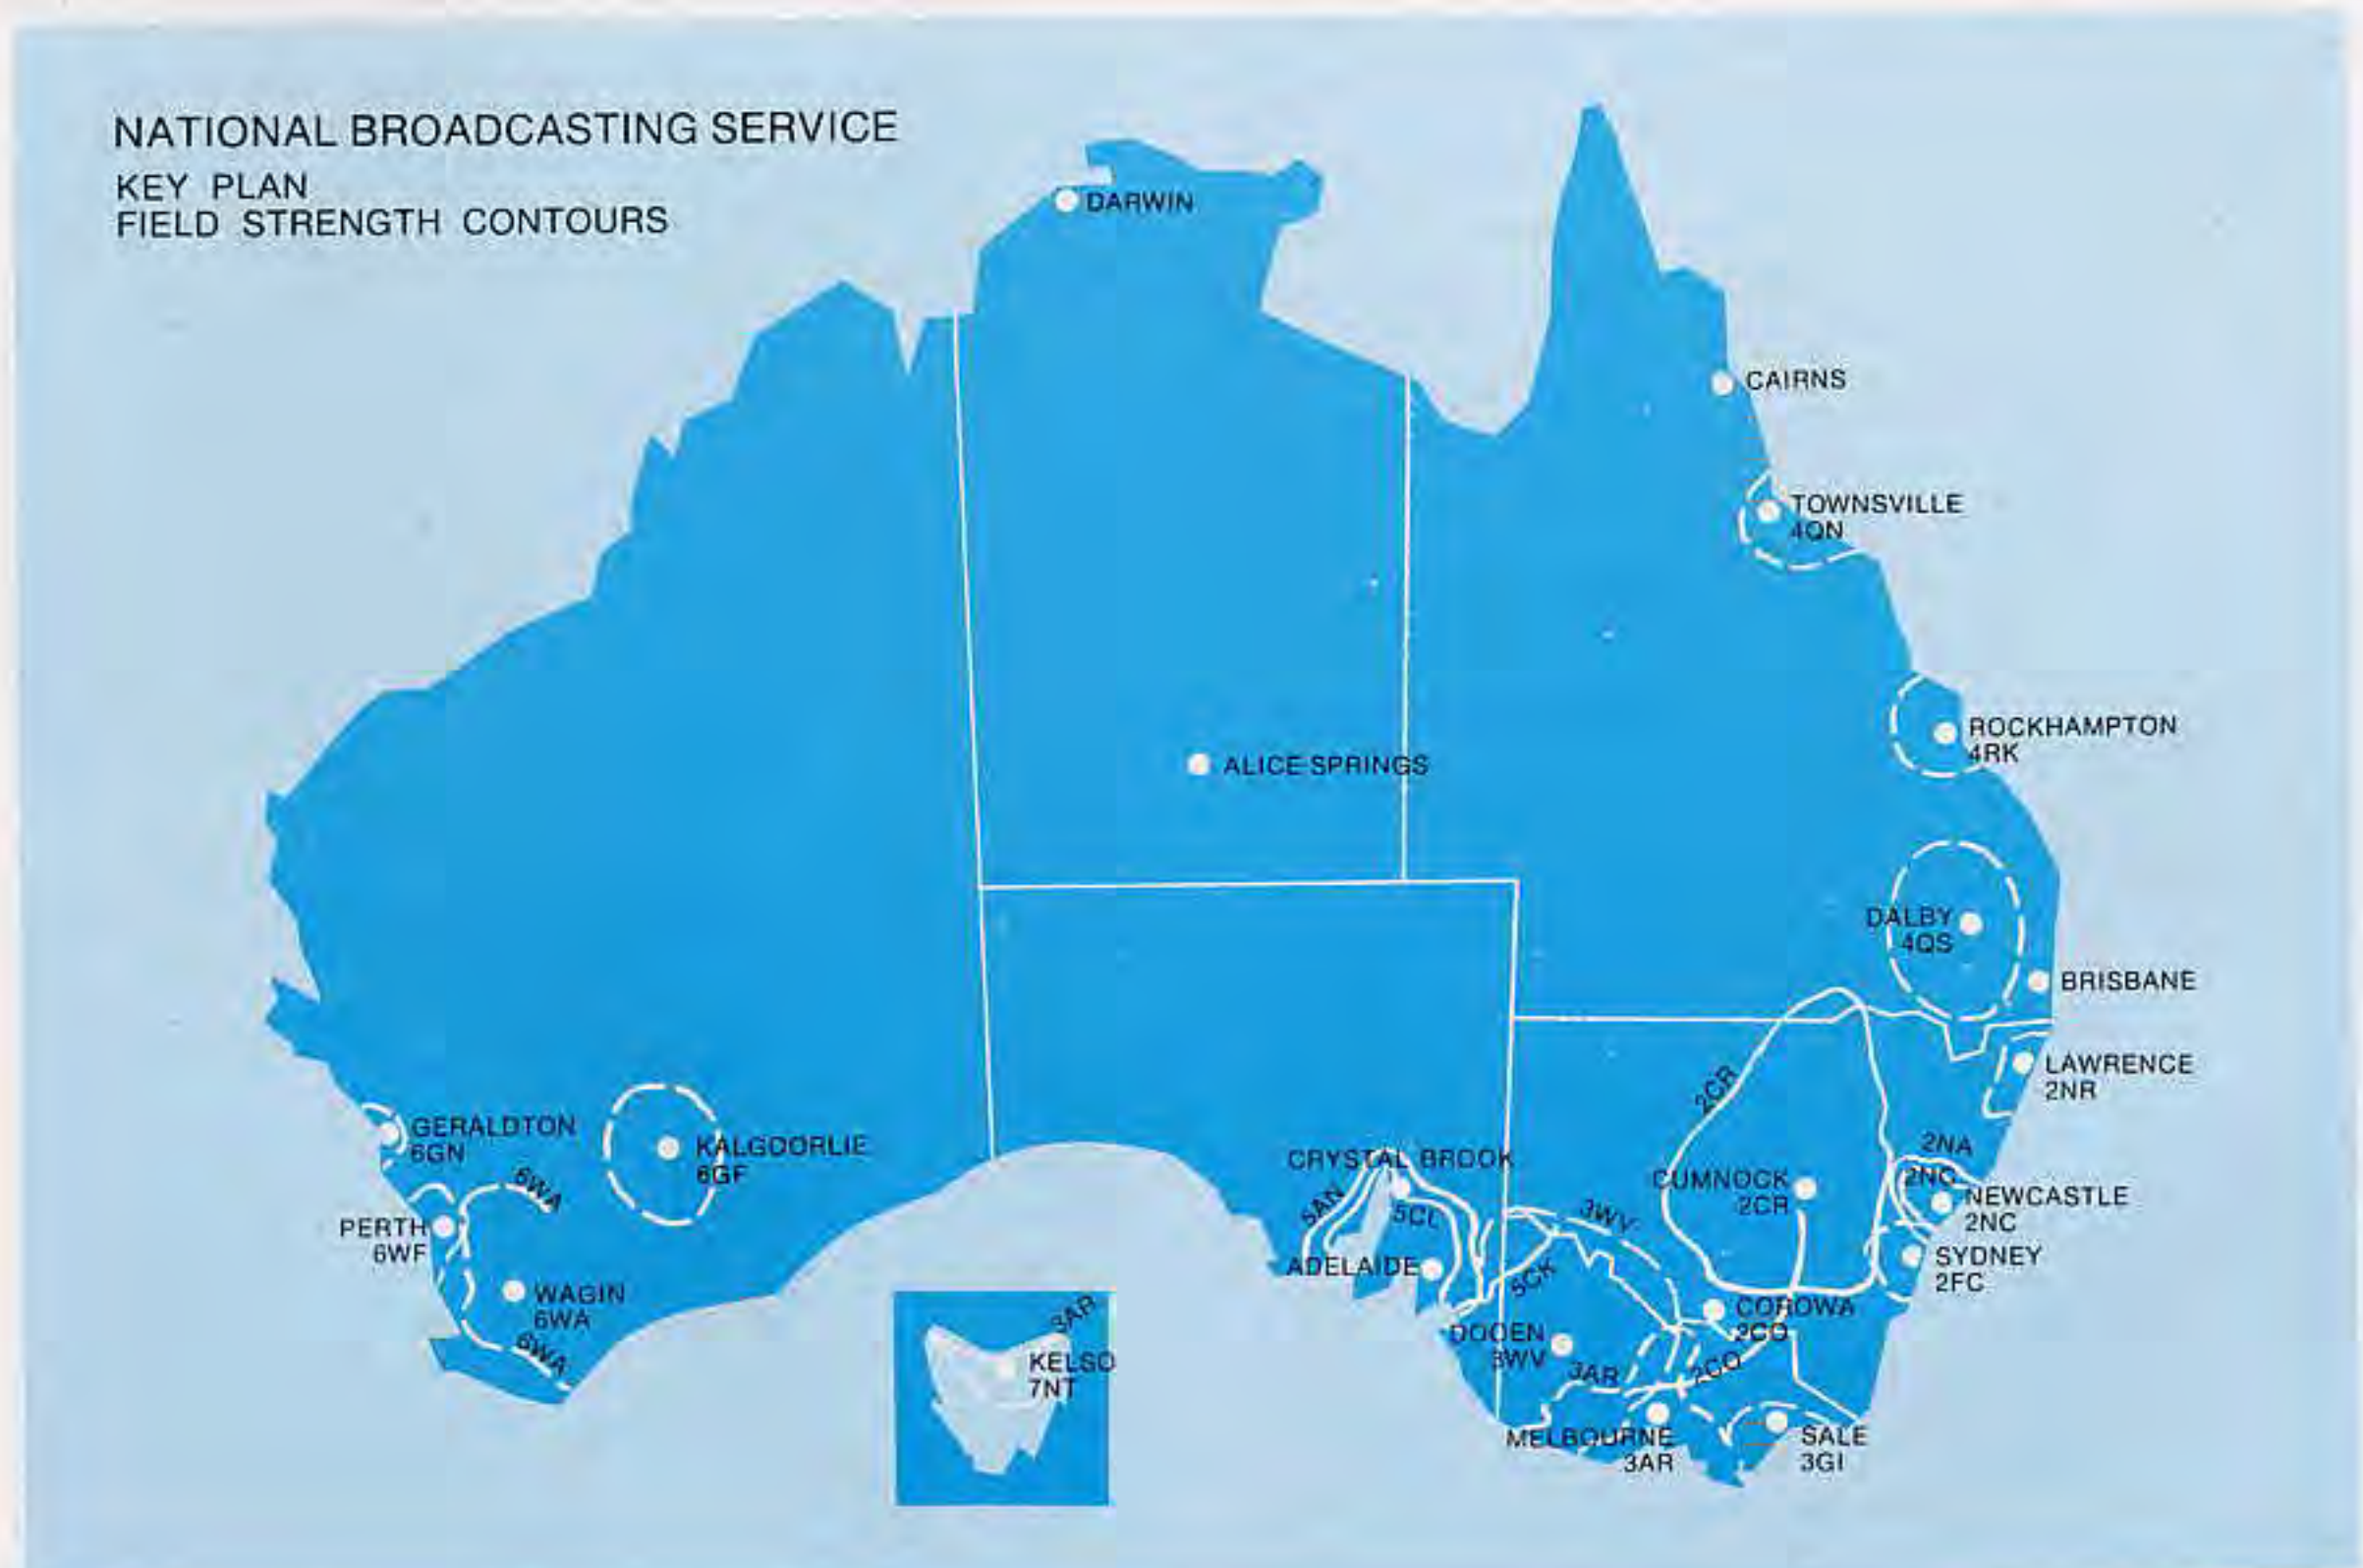 NATIONAL BROADCASTING SERVICE
KEY PLAN
FIELD STRENGTH CONTOURS
DARWIN
CAIRNS
TOWNSVILLE
4QN
ROCKHAMPTON
4RK
ALICE SPRINGS
DALBY
4QS
BRISBANE
LAWRENCE
2NR
2CR
2NA
2NC
NEWCASTLE
2NC
CUMNOCK
2CR
SYDNEY
2FC
GERALDTON
6GN
KALGOORLIE
6GF
6WA
PERTH
6WF
WAGIN
6WA
6WA
CRYSTAL BROOK
5AN
5CL
ADELAIDE
3WV
5CK
COROWA
2CO
DOOEN
3WV
3AR
2CO
MELBOURNE
3AR
SALE
3GI
3AR
KELSO
7NT